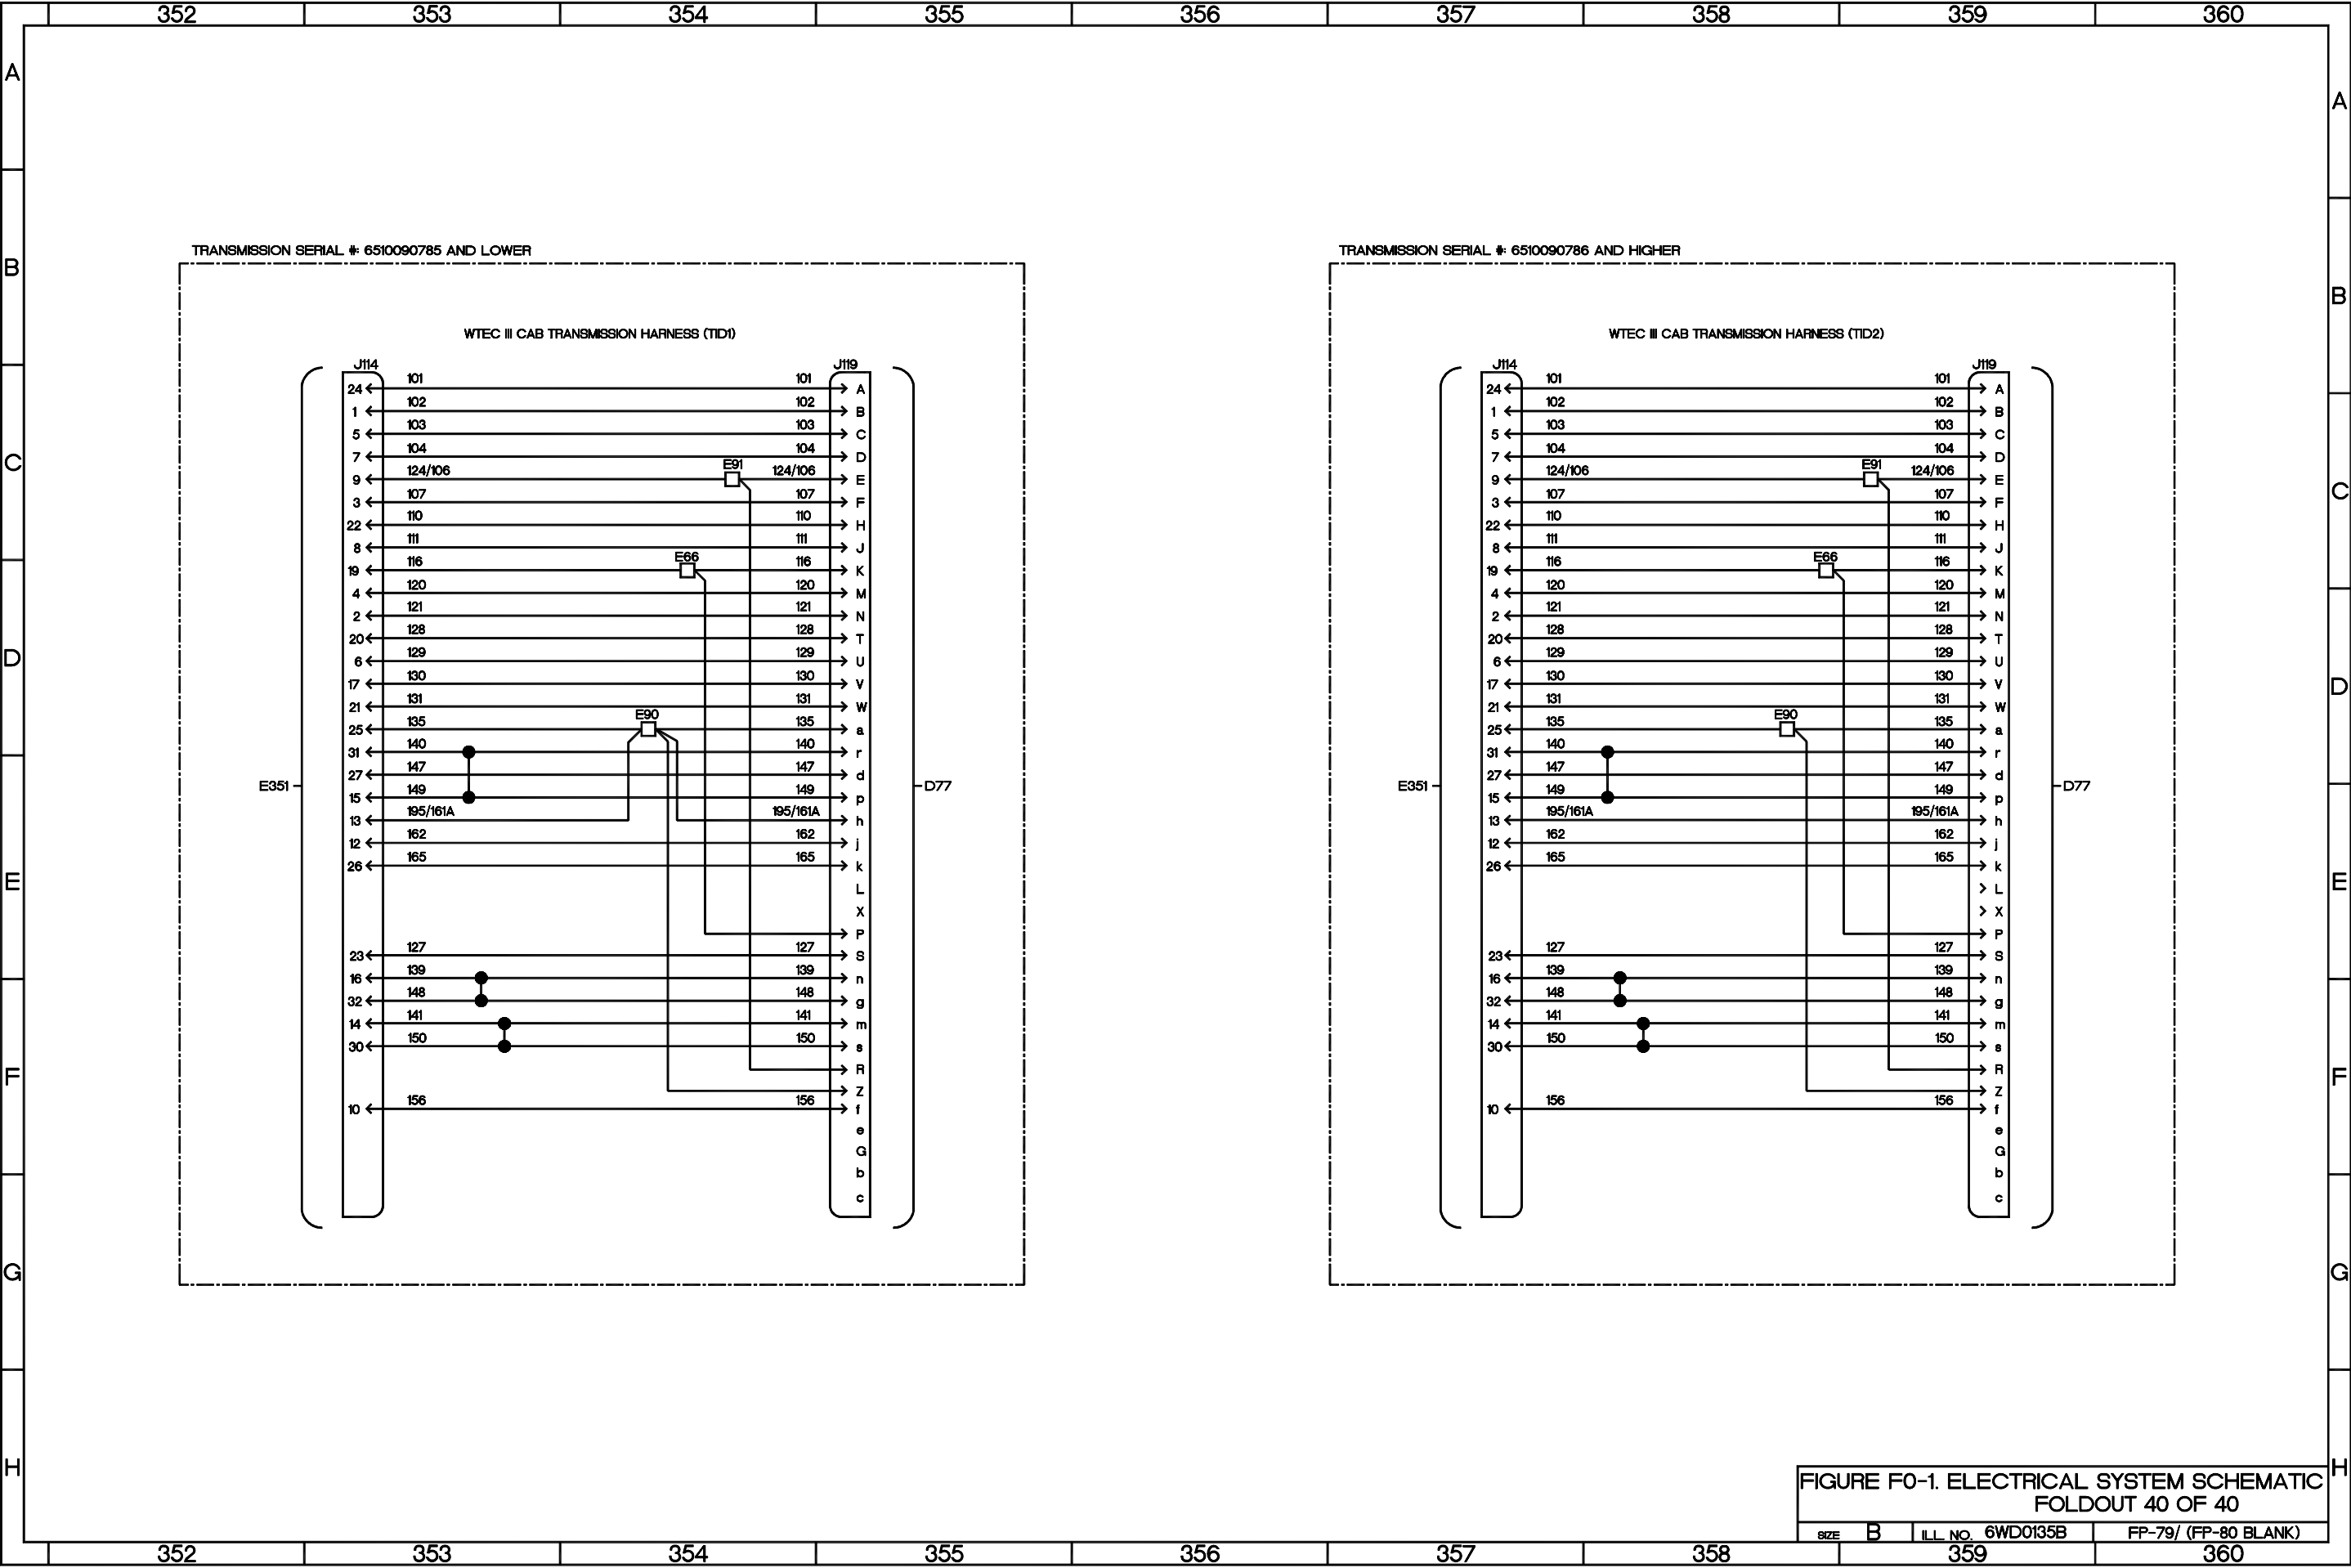 352 353 354 355 356 357 358 359 360
A A
B B
C C
D D
E E
F F
G G
H H
TRANSMISSION SERIAL #: 6510090785 AND LOWER
WTEC III CAB TRANSMISSION HARNESS (TID1)
J114 J119
24 101 101 A
1 102 102 B
5 103 103 C
7 104 104 D
E91
9 124/106 124/106 E
3 107 107 F
22 110 110 H
8 111 111 J
E66
19 116 116 K
4 120 120 M
2 121 121 N
20 128 128 T
6 129 129 U
17 130 130 V
21 131 131 W
E90
25 135 135 a
31 140 140 r
27 147 147 d
E351 D77
15 149 149 p
13 195/161A 195/161A h
12 162 162 j
26 165 165 k
L
X
P
23 127 127 S
16 139 139 n
32 148 148 g
14 141 141 m
30 150 150 s
R
Z
10 156 156 f
e
G
b
c
TRANSMISSION SERIAL #: 6510090786 AND HIGHER
WTEC III CAB TRANSMISSION HARNESS (TID2)
J114 J119
24 101 101 A
1 102 102 B
5 103 103 C
7 104 104 D
E91
9 124/106 124/106 E
3 107 107 F
22 110 110 H
8 111 111 J
E66
19 116 116 K
4 120 120 M
2 121 121 N
20 128 128 T
6 129 129 U
17 130 130 V
21 131 131 W
E90
25 135 135 a
31 140 140 r
27 147 147 d
E351 D77
15 149 149 p
13 195/161A 195/161A h
12 162 162 j
26 165 165 k
L
X
P
23 127 127 S
16 139 139 n
32 148 148 g
14 141 141 m
30 150 150 s
R
Z
10 156 156 f
e
G
b
c
FIGURE FO-1. ELECTRICAL SYSTEM SCHEMATIC
FOLDOUT 40 OF 40
SIZE B ILL. NO. 6WD0135B FP-79/ (FP-80 BLANK)
352 353 354 355 356 357 358 359 360